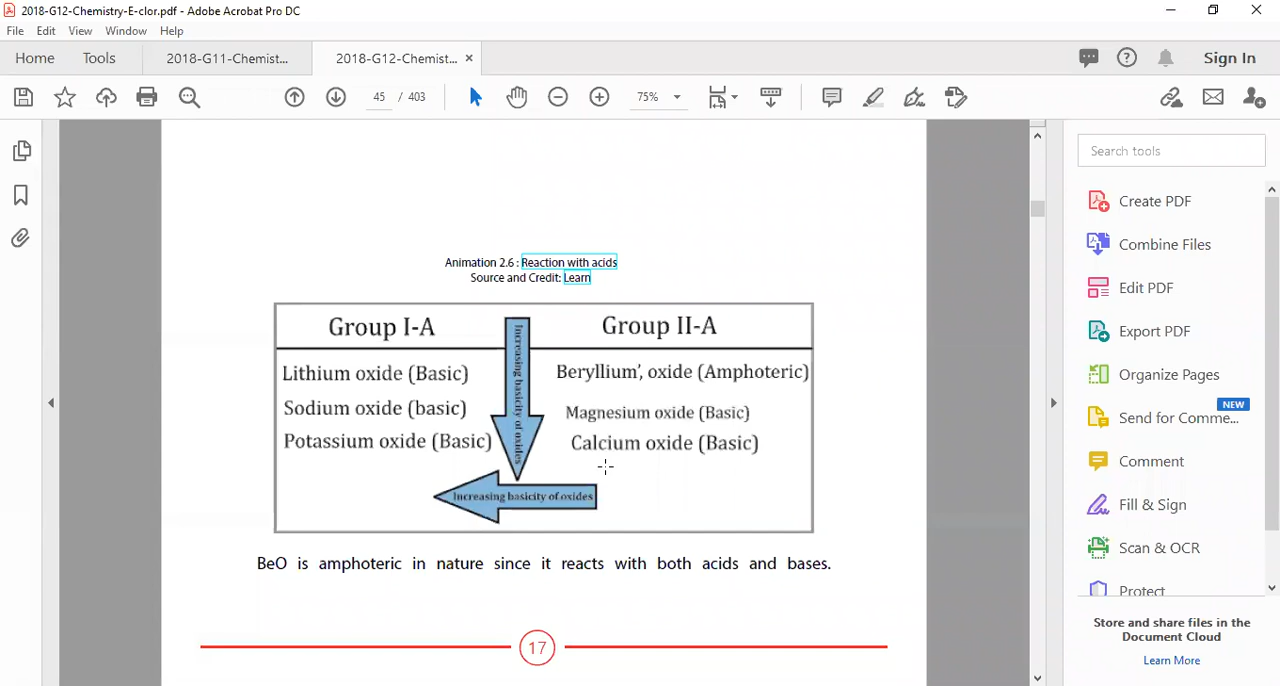 2018-G12-Chemistry-E-clor.pdf - Adobe Acrobat Pro DC
File Edit View Window Help
Home Tools 2018-G11-Chemist... 2018-G12-Chemist... ×
Sign In
45 / 403 75%
Search tools
Create PDF
Combine Files
Edit PDF
Export PDF
Organize Pages
NEW
Send for Comme...
Comment
Fill & Sign
Scan & OCR
Protect
Store and share files in the
Document Cloud
Learn More
Animation 2.6 : Reaction with acids
Source and Credit: Learn
Group I-A Group II-A
Lithium oxide (Basic) Beryllium’, oxide (Amphoteric)
Sodium oxide (basic) Magnesium oxide (Basic)
Potassium oxide (Basic) Calcium oxide (Basic)
Increasing basicity of oxides
Increasing basicity of oxides
BeO is amphoteric in nature since it reacts with both acids and bases.
17